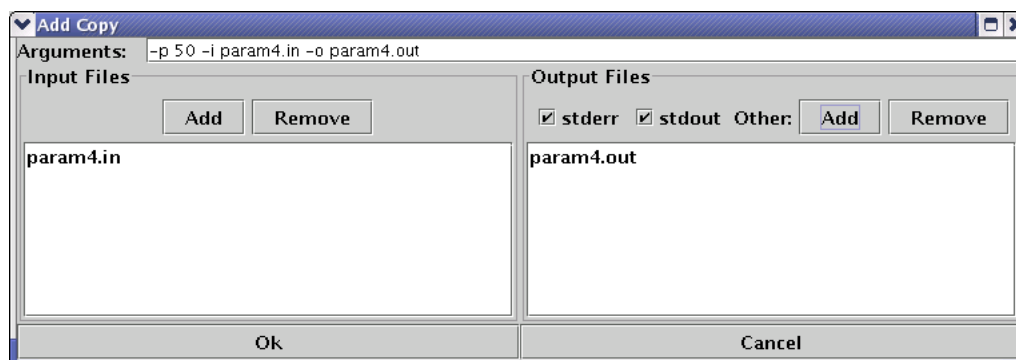 Add Copy
Arguments: -p 50 -i param4.in -o param4.out
Input Files
Add Remove
param4.in
Output Files
stderr stdout Other: Add Remove
param4.out
Ok Cancel